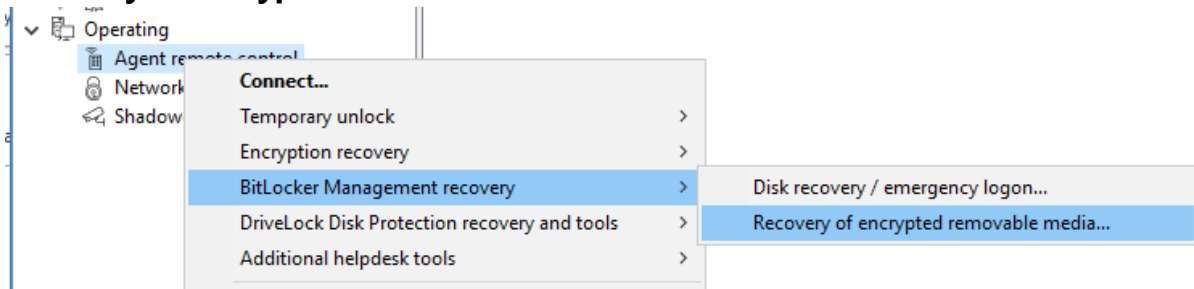 Operating
Agent remote control
Network
Shadow
Connect...
Temporary unlock
Encryption recovery
BitLocker Management recovery
DriveLock Disk Protection recovery and tools
Additional helpdesk tools
Disk recovery / emergency logon...
Recovery of encrypted removable media...